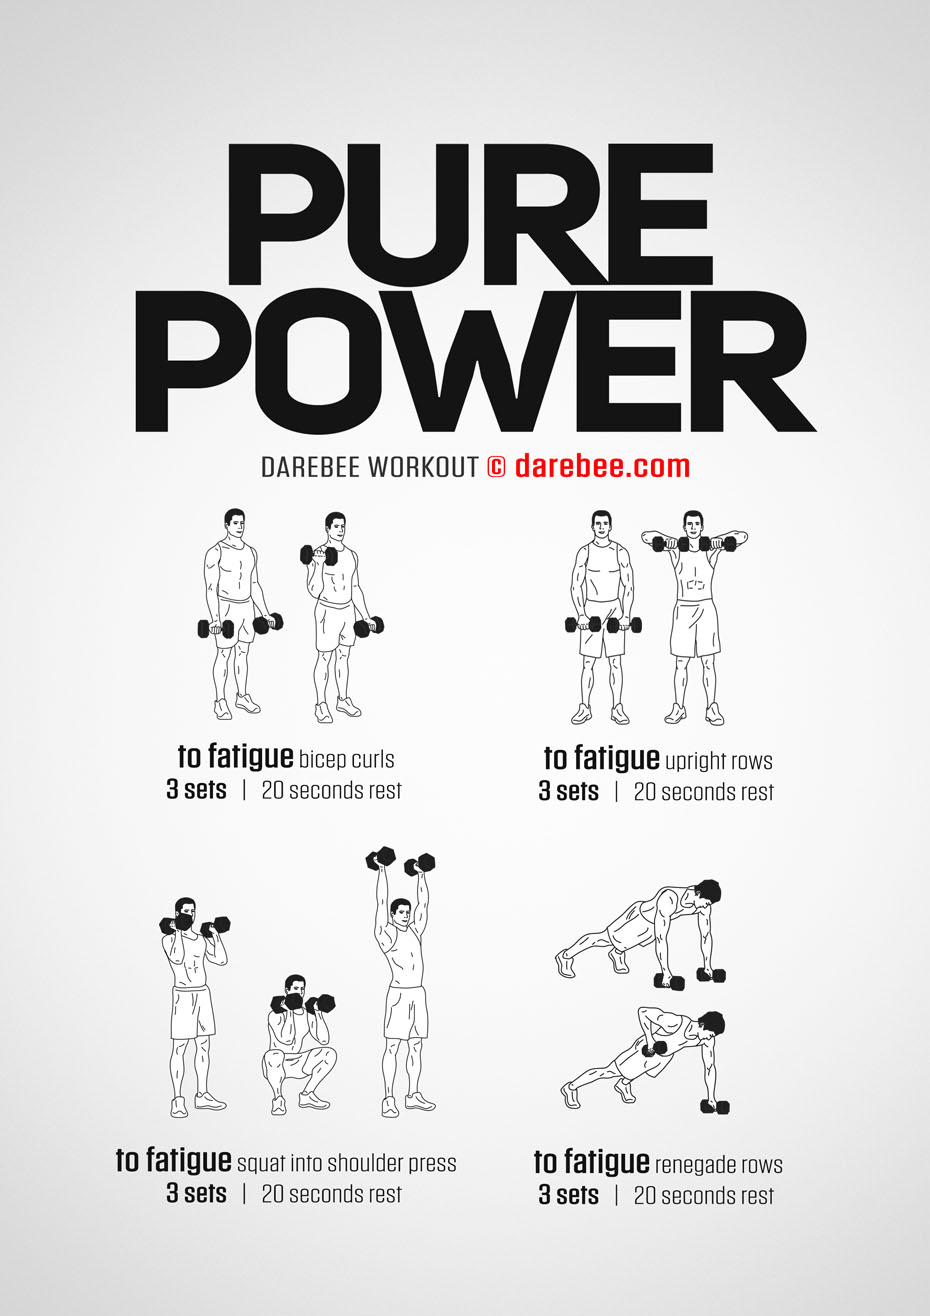 PURE
POWER
DAREBEE WORKOUT © darebee.com
to fatigue bicep curls
3 sets | 20 seconds rest
to fatigue upright rows
3 sets | 20 seconds rest
to fatigue squat into shoulder press
3 sets | 20 seconds rest
to fatigue renegade rows
3 sets | 20 seconds rest